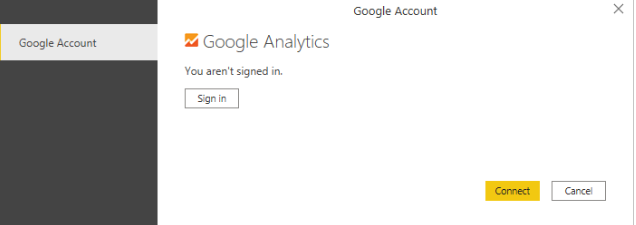 Google Account
Google Account
Google Analytics
You aren't signed in.
Sign in
Connect
Cancel